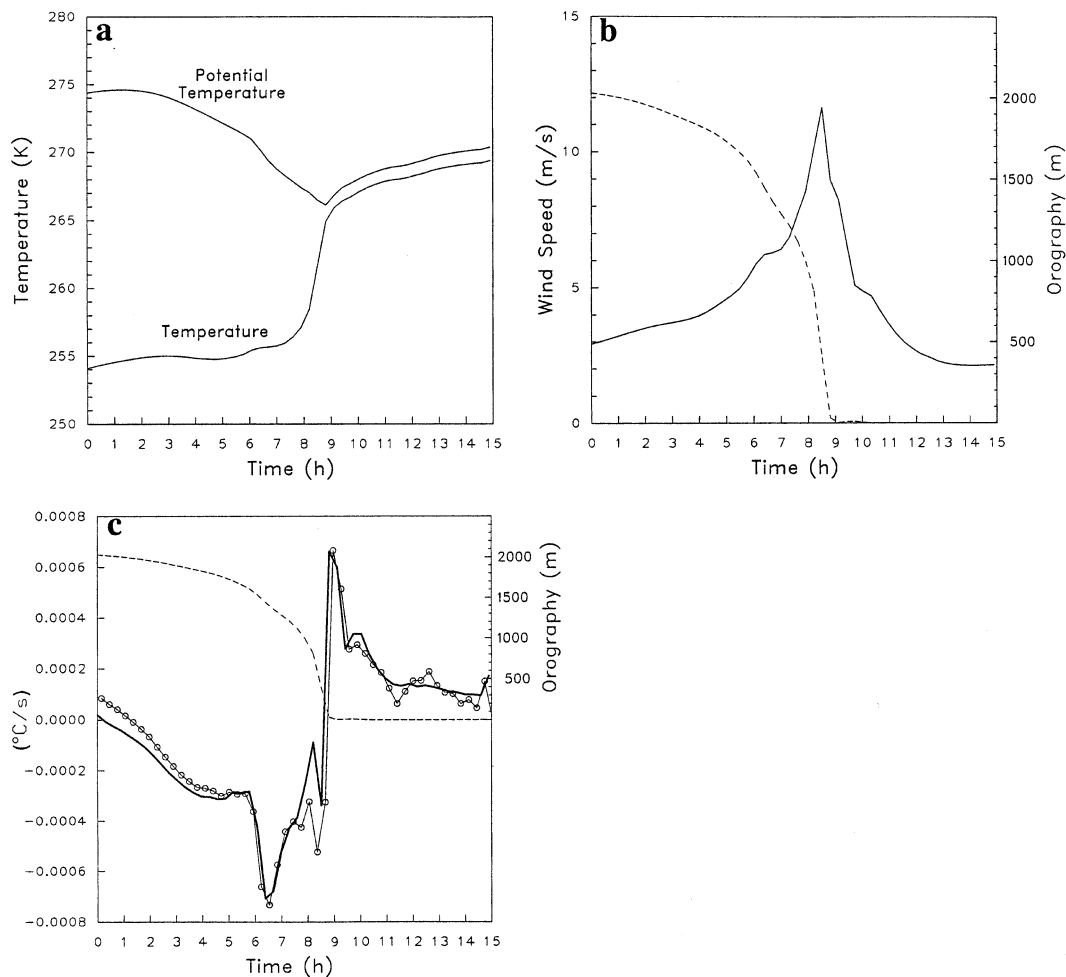 a
280
275
270
265
260
255
250
Temperature (K)
Potential
Temperature
Temperature
0 1 2 3 4 5 6 7 8 9 10 11 12 13 14 15
Time (h)
b
15
10
5
0
Wind Speed (m/s)
2000
1500
1000
500
Orography (m)
0 1 2 3 4 5 6 7 8 9 10 11 12 13 14 15
Time (h)
c
0.0008
0.0006
0.0004
0.0002
0.0000
-0.0002
-0.0004
-0.0006
-0.0008
(°C/s)
2000
1500
1000
500
Orography (m)
0 1 2 3 4 5 6 7 8 9 10 11 12 13 14 15
Time (h)